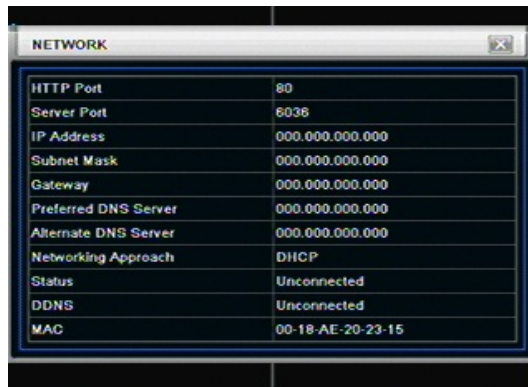 NETWORK
HTTP Port 80
Server Port 6036
IP Address 000.000.000.000
Subnet Mask 000.000.000.000
Gateway 000.000.000.000
Preferred DNS Server 000.000.000.000
Alternate DNS Server 000.000.000.000
Networking Approach DHCP
Status Unconnected
DDNS Unconnected
MAC 00-18-AE-20-23-15